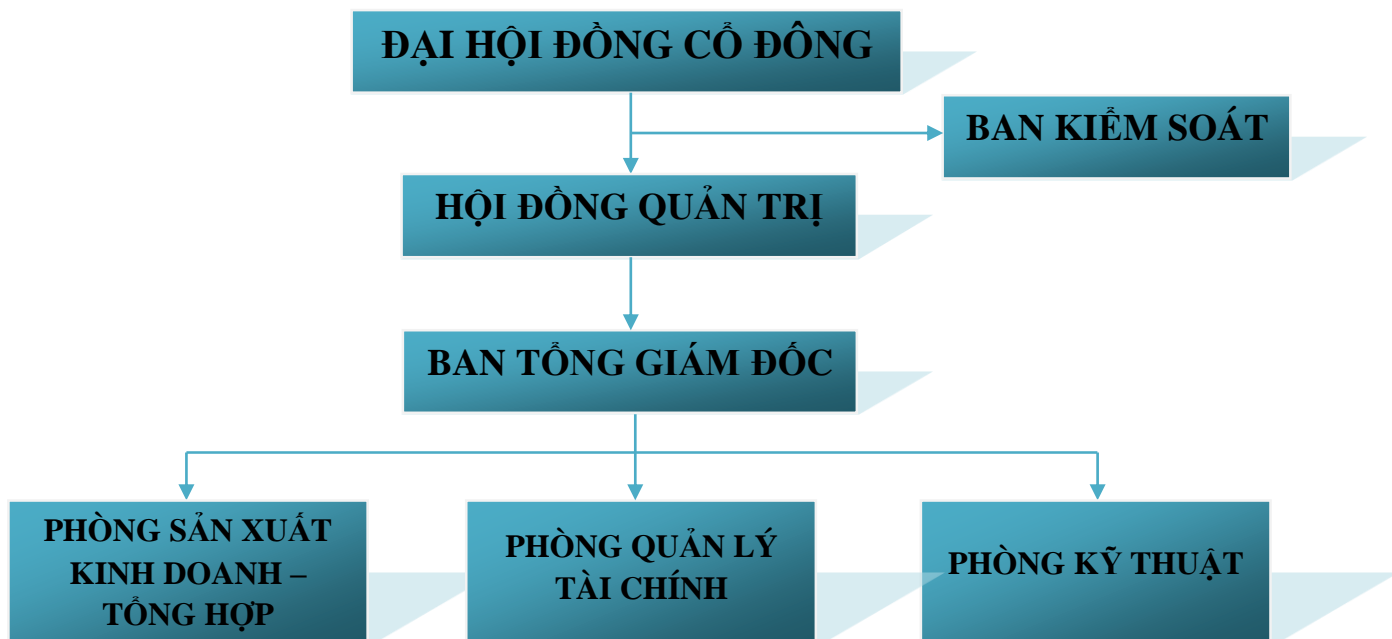 ĐẠI HỘI ĐỒNG CỔ ĐÔNG
BAN KIỂM SOÁT
HỘI ĐỒNG QUẢN TRỊ
BAN TỔNG GIÁM ĐỐC
PHÒNG SẢN XUẤT
KINH DOANH –
TỔNG HỢP
PHÒNG QUẢN LÝ
TÀI CHÍNH
PHÒNG KỸ THUẬT